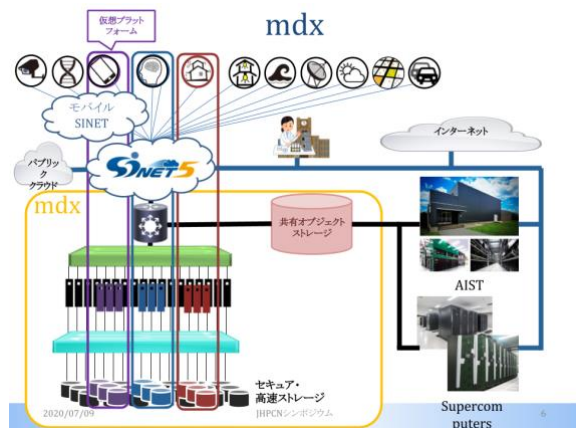 mdx
仮想プラット
フォーム
モバイル
SINET
パブリッ
ク
クラウド
SINET5
インターネット
mdx
共有オブジェクト
ストレージ
AIST
セキュア・
高速ストレージ
Supercom
puters
2020/07/09
JHPCNシンポジウム
6